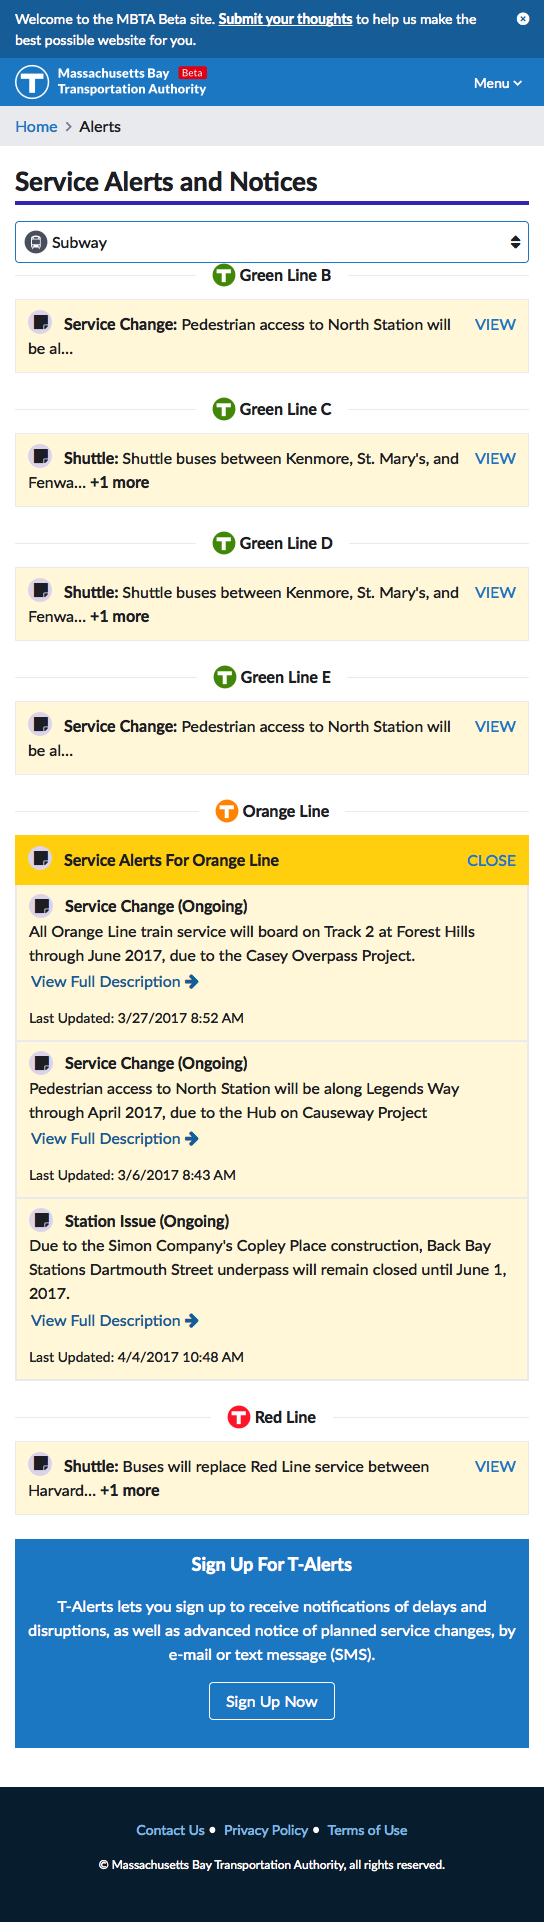 Welcome to the MBTA Beta site. Submit your thoughts to help us make the
best possible website for you.
Massachusetts Bay Beta
Transportation Authority
Menu
Home > Alerts
Service Alerts and Notices
Subway
T Green Line B
Service Change: Pedestrian access to North Station will VIEW
be al...
T Green Line C
Shuttle: Shuttle buses between Kenmore, St. Mary's, and VIEW
Fenwa... +1 more
T Green Line D
Shuttle: Shuttle buses between Kenmore, St. Mary's, and VIEW
Fenwa... +1 more
T Green Line E
Service Change: Pedestrian access to North Station will VIEW
be al...
T Orange Line
Service Alerts For Orange Line CLOSE
Service Change (Ongoing)
All Orange Line train service will board on Track 2 at Forest Hills
through June 2017, due to the Casey Overpass Project.
View Full Description
Last Updated: 3/27/2017 8:52 AM
Service Change (Ongoing)
Pedestrian access to North Station will be along Legends Way
through April 2017, due to the Hub on Causeway Project
View Full Description
Last Updated: 3/6/2017 8:43 AM
Station Issue (Ongoing)
Due to the Simon Company's Copley Place construction, Back Bay
Stations Dartmouth Street underpass will remain closed until June 1,
2017.
View Full Description
Last Updated: 4/4/2017 10:48 AM
T Red Line
Shuttle: Buses will replace Red Line service between VIEW
Harvard... +1 more
Sign Up For T-Alerts
T-Alerts lets you sign up to receive notifications of delays and
disruptions, as well as advanced notice of planned service changes, by
e-mail or text message (SMS).
Sign Up Now
Contact Us • Privacy Policy • Terms of Use
© Massachusetts Bay Transportation Authority, all rights reserved.